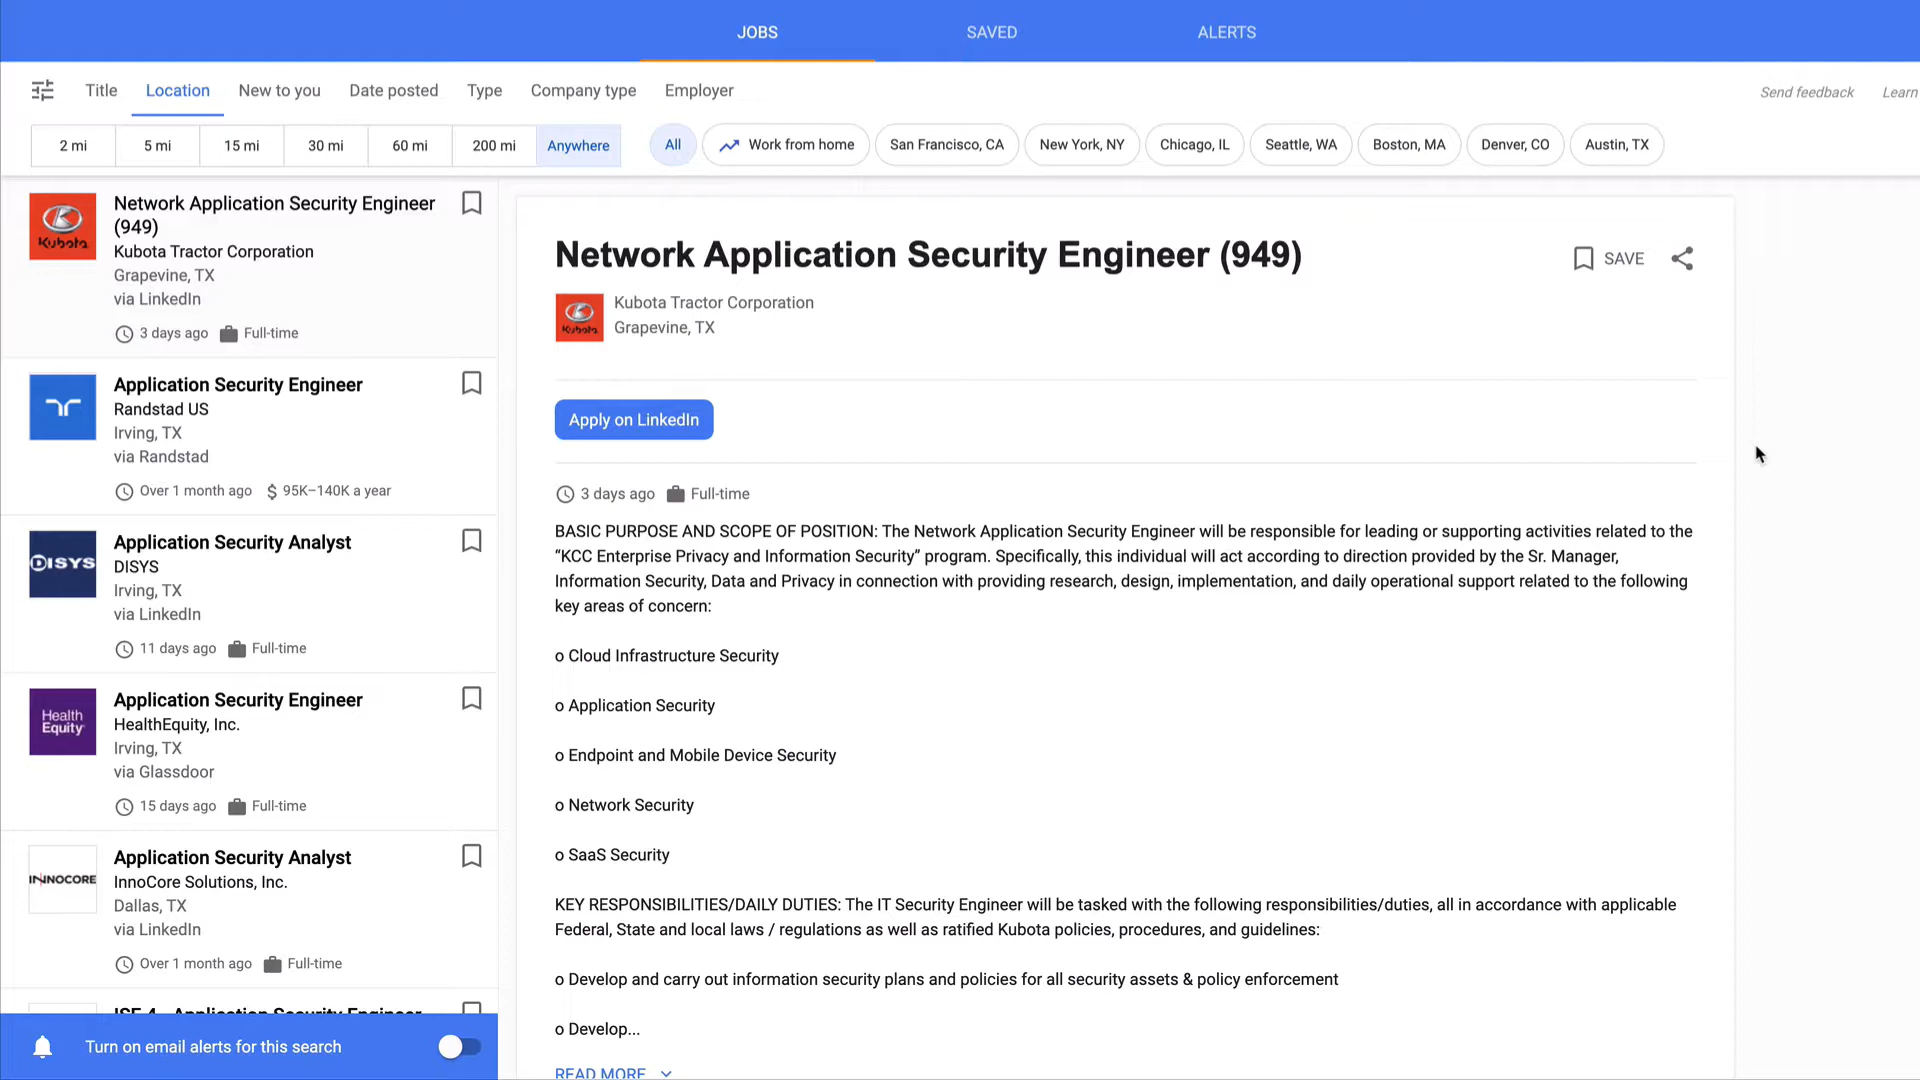 JOBS
SAVED
ALERTS
Title
Location
New to you
Date posted
Type
Company type
Employer
Send feedback
Learn
2 mi
5 mi
15 mi
30 mi
60 mi
200 mi
Anywhere
All
Work from home
San Francisco, CA
New York, NY
Chicago, IL
Seattle, WA
Boston, MA
Denver, CO
Austin, TX
Kubota
Network Application Security Engineer
(949)
Kubota Tractor Corporation
Grapevine, TX
via LinkedIn
3 days ago
Full-time
Application Security Engineer
Randstad US
Irving, TX
via Randstad
Over 1 month ago
$ 95K–140K a year
DISYS
Application Security Analyst
DISYS
Irving, TX
via LinkedIn
11 days ago
Full-time
Health
Equity
Application Security Engineer
HealthEquity, Inc.
Irving, TX
via Glassdoor
15 days ago
Full-time
INNOCORE
Application Security Analyst
InnoCore Solutions, Inc.
Dallas, TX
via LinkedIn
Over 1 month ago
Full-time
ISE 4 - Application Security Engineer
Turn on email alerts for this search
Network Application Security Engineer (949)
SAVE
Kubota
Kubota Tractor Corporation
Grapevine, TX
Apply on LinkedIn
3 days ago
Full-time
BASIC PURPOSE AND SCOPE OF POSITION: The Network Application Security Engineer will be responsible for leading or supporting activities related to the
“KCC Enterprise Privacy and Information Security” program. Specifically, this individual will act according to direction provided by the Sr. Manager,
Information Security, Data and Privacy in connection with providing research, design, implementation, and daily operational support related to the following
key areas of concern:
o Cloud Infrastructure Security
o Application Security
o Endpoint and Mobile Device Security
o Network Security
o SaaS Security
KEY RESPONSIBILITIES/DAILY DUTIES: The IT Security Engineer will be tasked with the following responsibilities/duties, all in accordance with applicable
Federal, State and local laws / regulations as well as ratified Kubota policies, procedures, and guidelines:
o Develop and carry out information security plans and policies for all security assets & policy enforcement
o Develop...
READ MORE